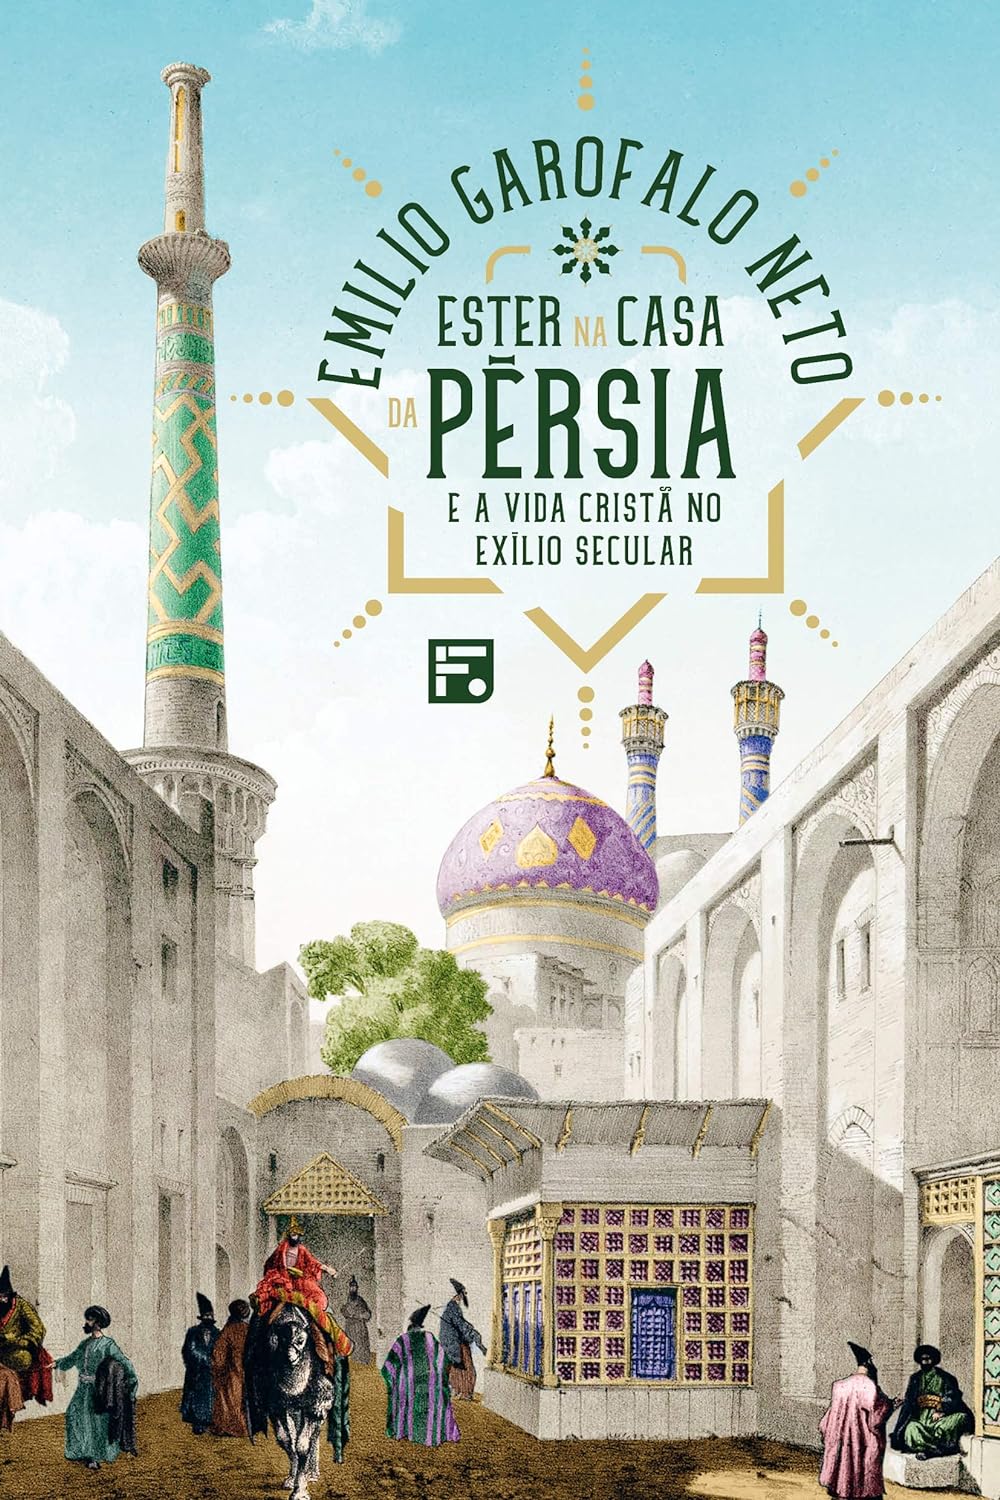 EMILIO GAROFALO NETO
ESTER NA CASA
DA PÉRSIA
E A VIDA CRISTÃ NO
EXÍLIO SECULAR
F.